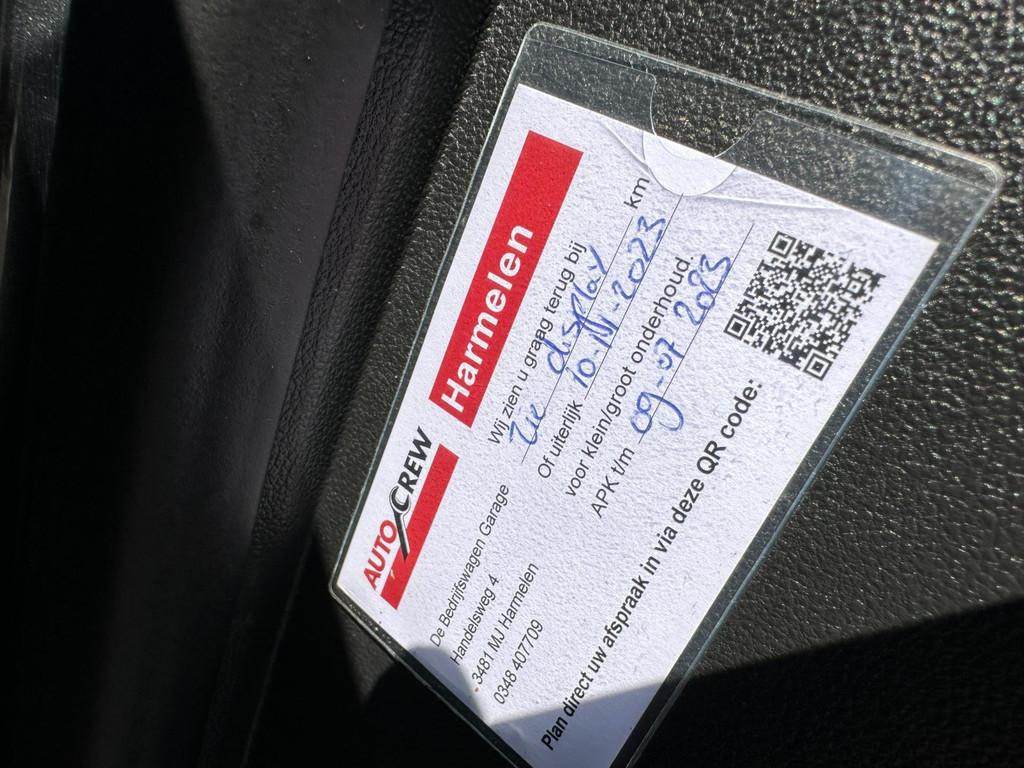 AUTO CREW
Harmelen
De Bedrijfswagen Garage
Handelsweg 4
3481 MJ Harmelen
0348 407709
Wij zien u graag terug bij
Zie display km
Of uiterlijk 10-11-2023
voor klein/groot onderhoud.
APK t/m 09-07 2023
Plan direct uw afspraak in via deze QR code: